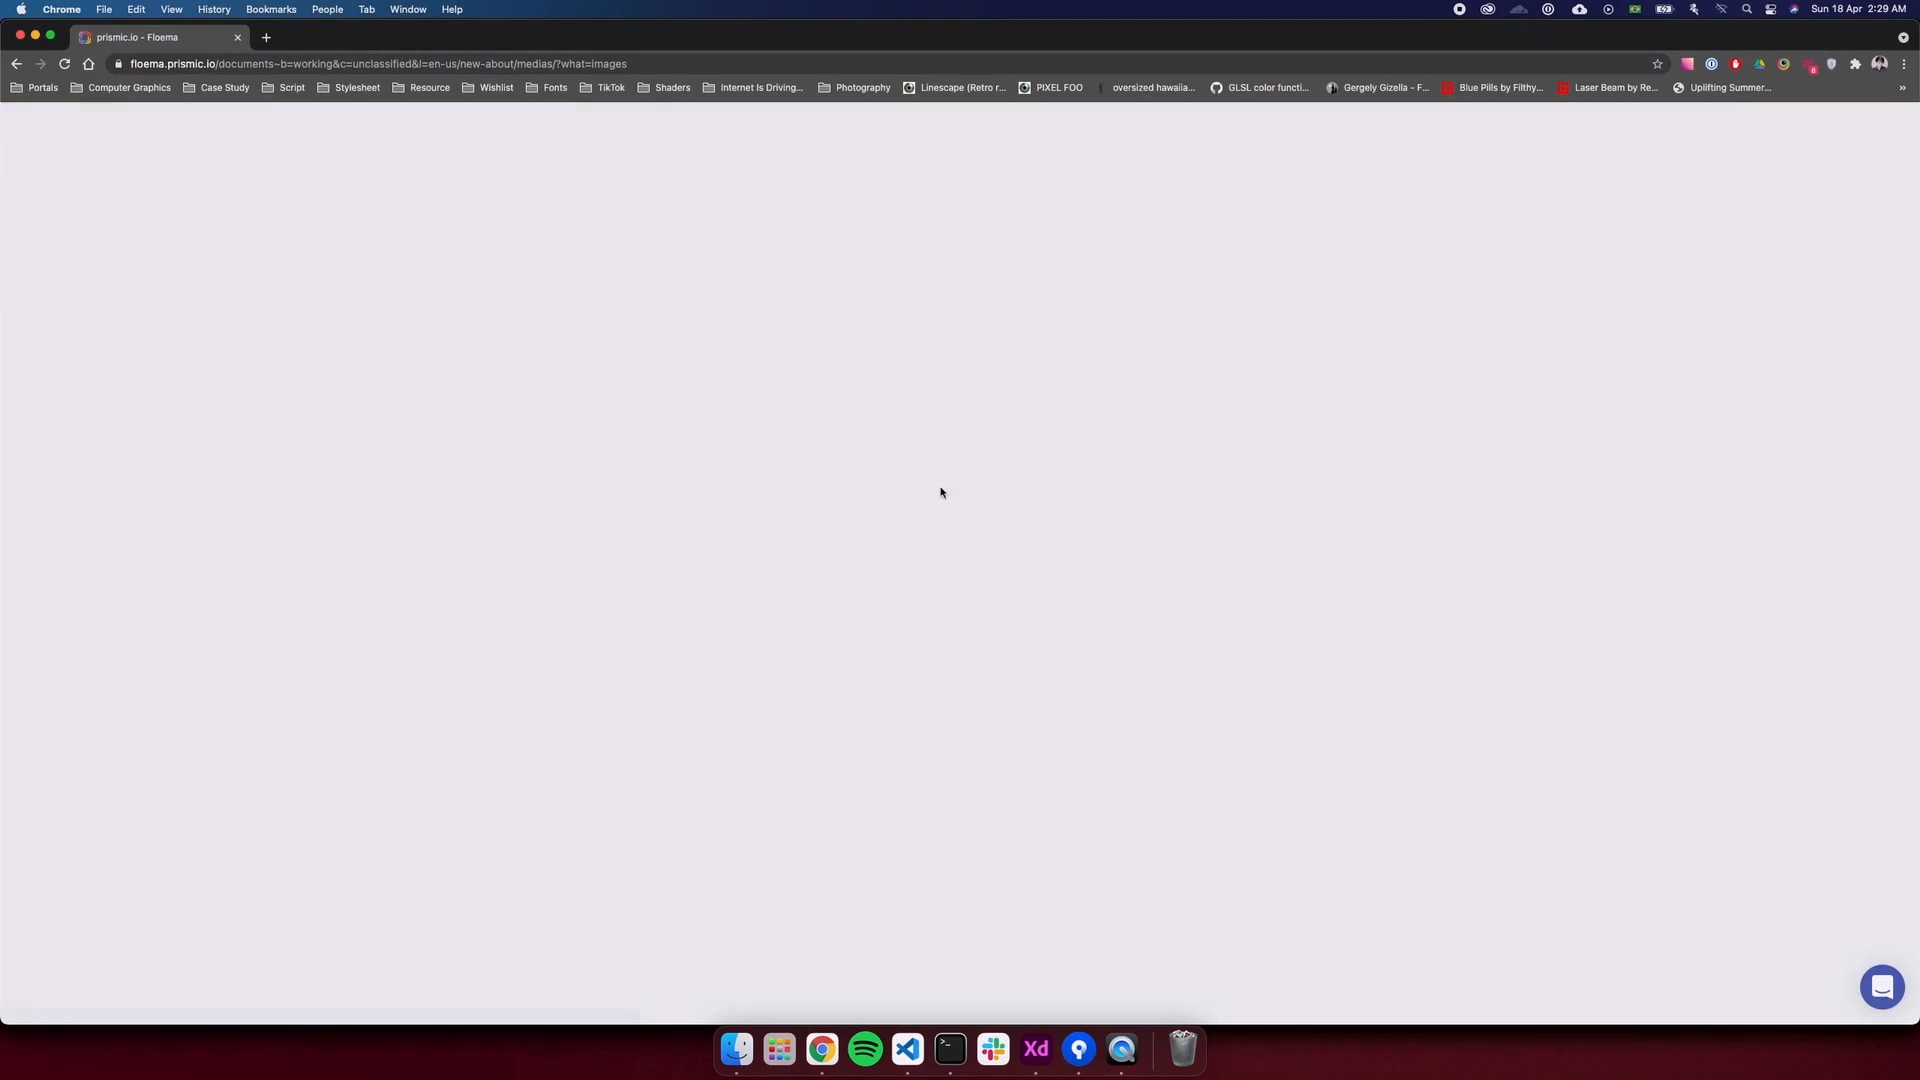 Chrome File Edit View History Bookmarks People Tab Window Help Sun 18 Apr 2:29 AM
prismic.io - Floema
floema.prismic.io/documents~b=working&c=unclassified&l=en-us/new-about/medias/?what=images
8
Portals Computer Graphics Case Study Script Stylesheet Resource Wishlist Fonts TikTok Shaders Internet Is Driving... Photography Linescape (Retro r... PIXEL FOO oversized hawaiia... GLSL color functi... Gergely Gizella - F... Blue Pills by Filthy... Laser Beam by Re... Uplifting Summer... »
>_ Xd